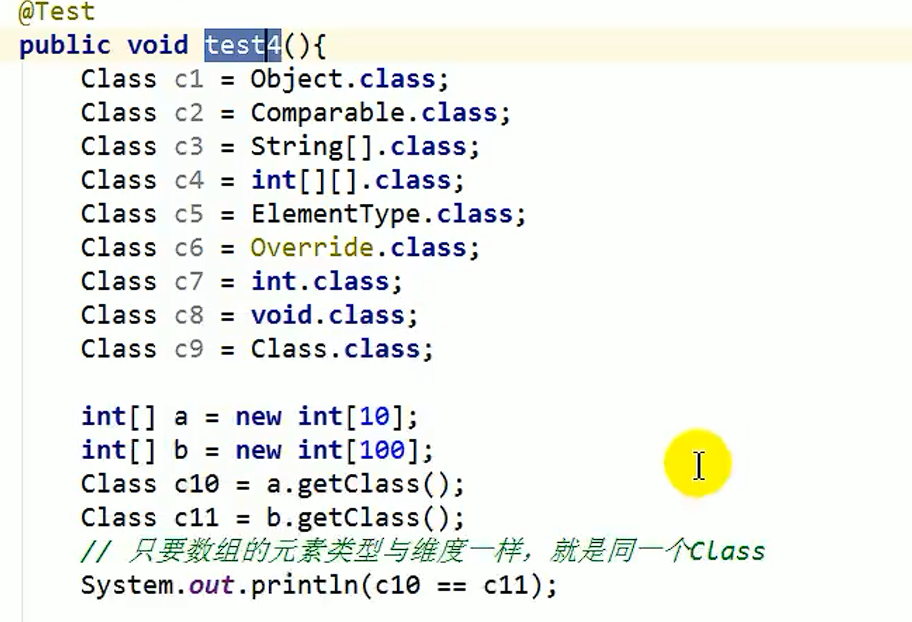 @Test
public void test4(){
Class c1 = Object.class;
Class c2 = Comparable.class;
Class c3 = String[].class;
Class c4 = int[][].class;
Class c5 = ElementType.class;
Class c6 = Override.class;
Class c7 = int.class;
Class c8 = void.class;
Class c9 = Class.class;
int[] a = new int[10];
int[] b = new int[100];
Class c10 = a.getClass();
Class c11 = b.getClass();
// 只要数组的元素类型与维度一样，就是同一个Class
System.out.println(c10 == c11);